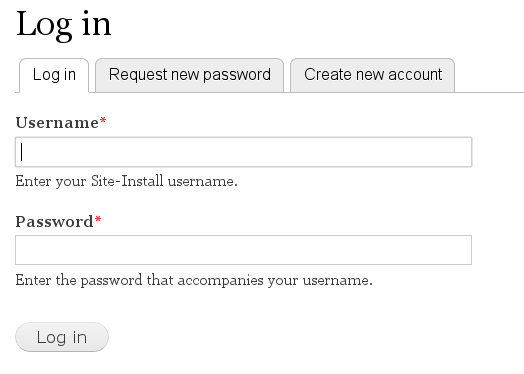 Log in
Log in Request new password Create new account
Username*
Enter your Site-Install username.
Password*
Enter the password that accompanies your username.
Log in